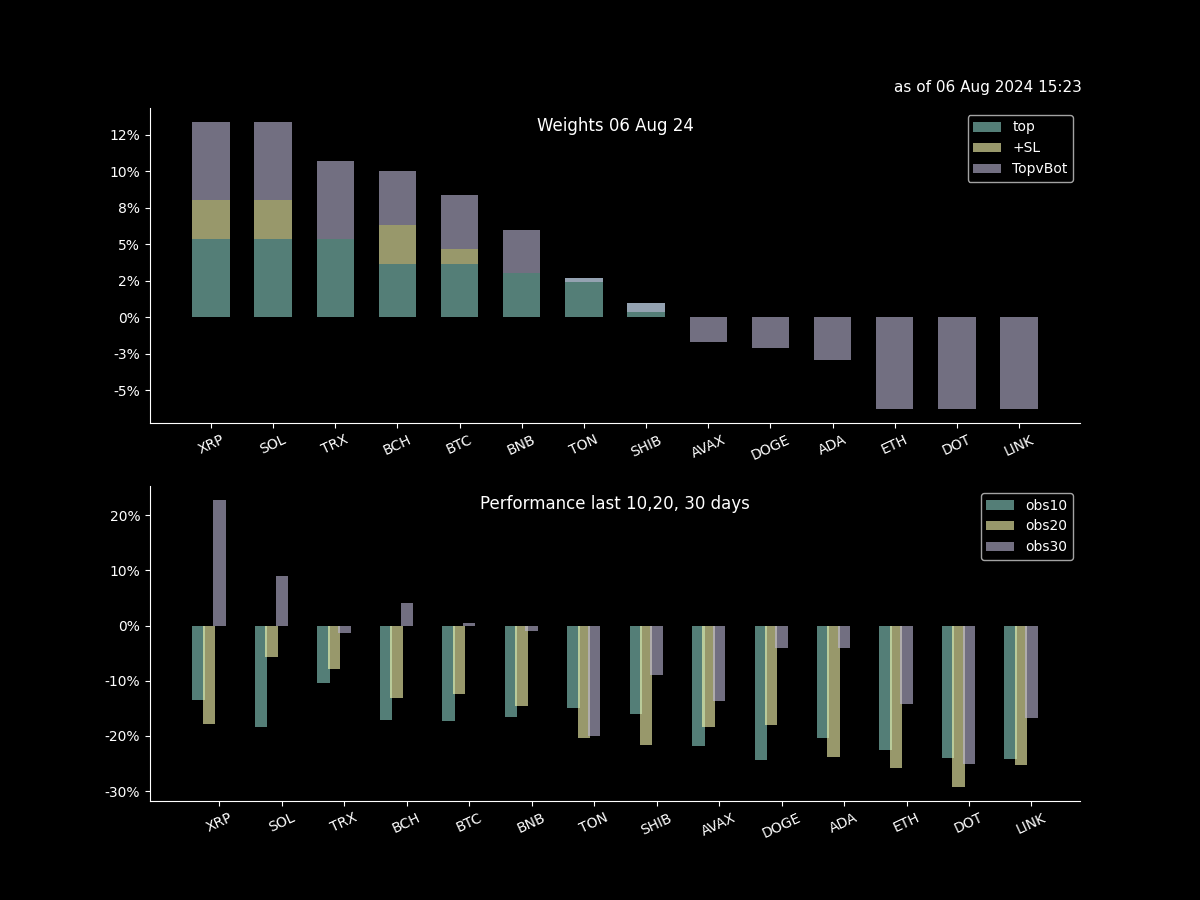 as of 06 Aug 2024 15:23
Weights 06 Aug 24
top
+SL
TopvBot
12%
10%
8%
5%
2%
0%
-3%
-5%
XRP SOL TRX BCH BTC BNB TON SHIB AVAX DOGE ADA ETH DOT LINK
Performance last 10,20, 30 days
obs10
obs20
obs30
20%
10%
0%
-10%
-20%
-30%
XRP SOL TRX BCH BTC BNB TON SHIB AVAX DOGE ADA ETH DOT LINK